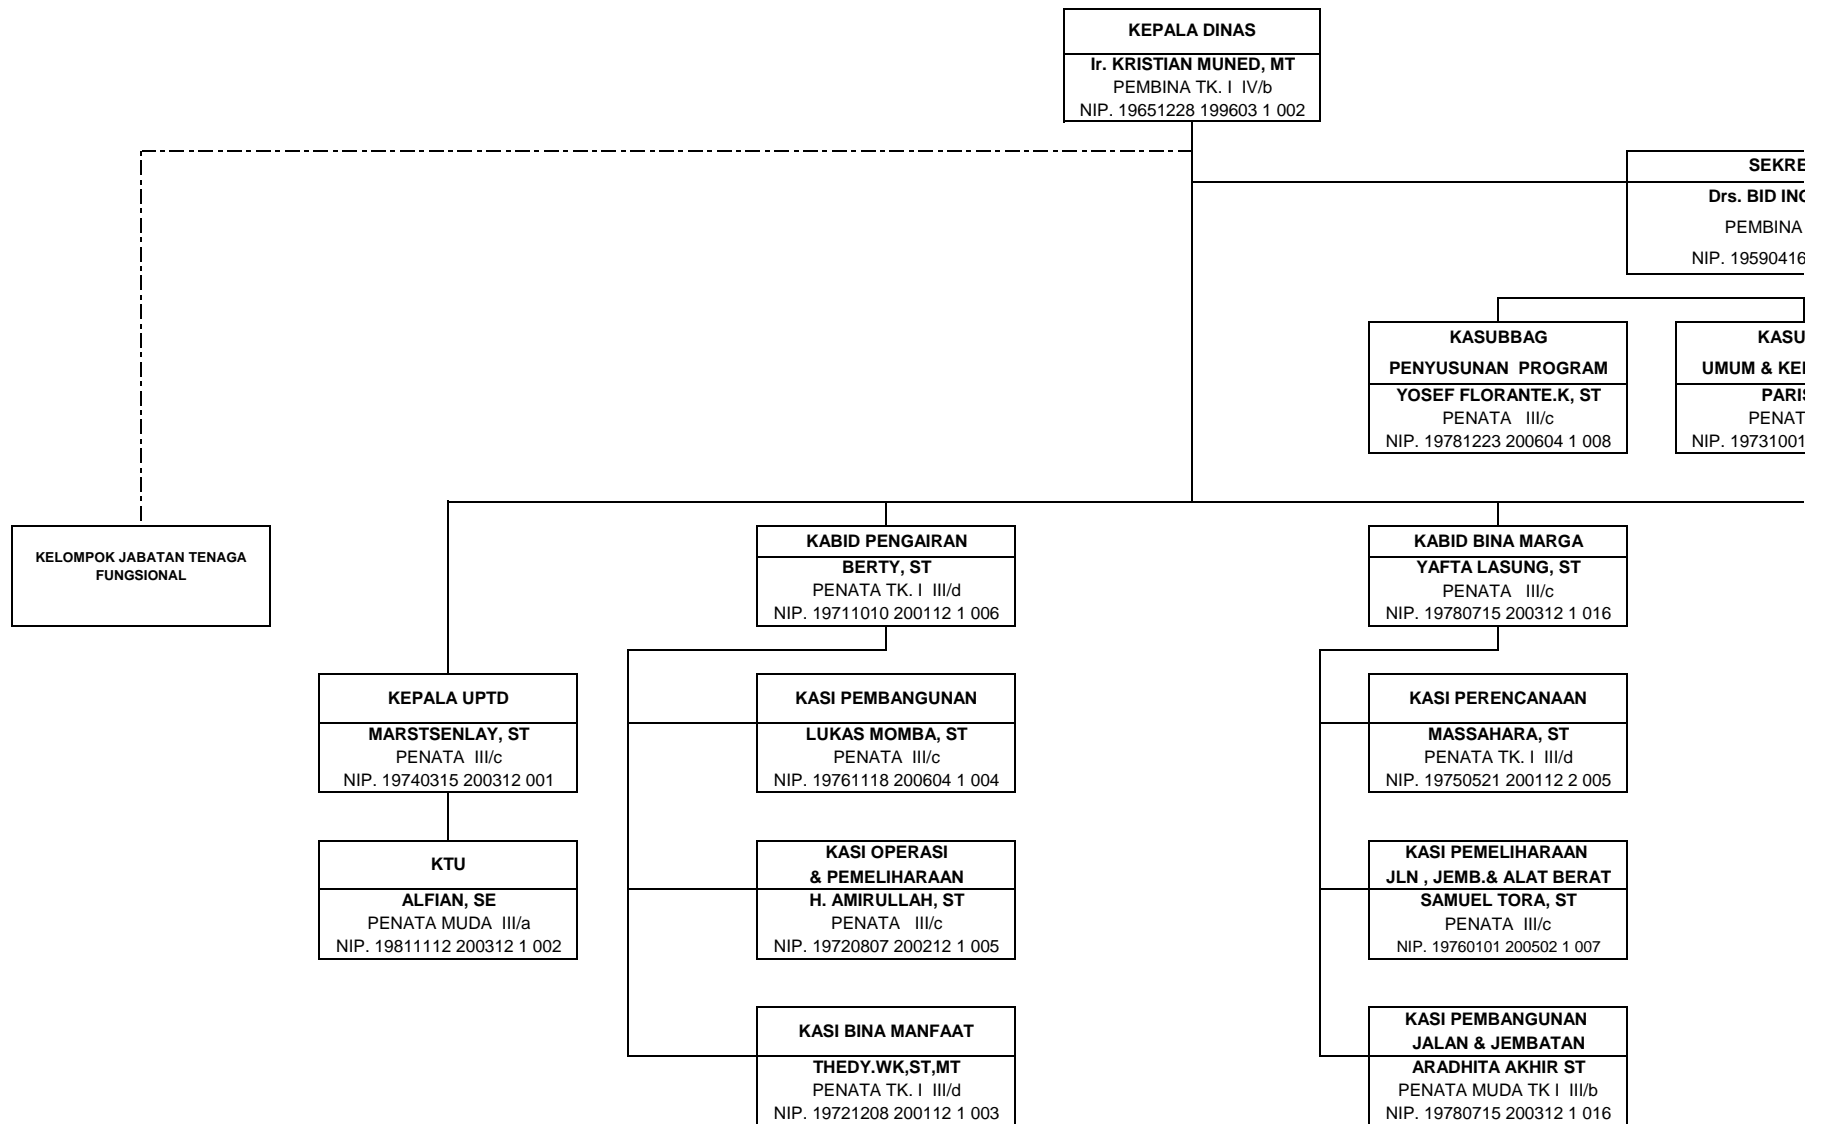 KEPALA DINAS
Ir. KRISTIAN MUNED, MT
PEMBINA TK. I  IV/b
NIP. 19651228 199603 1 002
SEKRE
Drs. BID
PEMBINA
NIP. 19590416
KASUBBAG
PENYUSUNAN  PROGRAM
YOSEF FLORANTE.K, ST
PENATA   III/c
NIP. 19781223 200604 1 008
KASU
UMUM & KE
PARIS
PENAT
NIP. 19731001
KELOMPOK JABATAN TENAGA
FUNGSIONAL
KABID PENGAIRAN
BERTY, ST
PENATA TK. I  III/d
NIP. 19711010 200112 1 006
KABID BINA MARGA
YAFTA LASUNG, ST
PENATA   III/c
NIP. 19780715 200312 1 016
KEPALA UPTD
MARSTSENLAY, ST
PENATA  III/c
NIP. 19740315 200312 001
KASI PEMBANGUNAN
LUKAS MOMBA, ST
PENATA  III/c
NIP. 19761118 200604 1 004
KASI PERENCANAAN
MASSAHARA, ST
PENATA TK. I  III/d
NIP. 19750521 200112 2 005
KTU
ALFIAN, SE
PENATA MUDA  III/a
NIP. 19811112 200312 1 002
KASI OPERASI
& PEMELIHARAAN
H. AMIRULLAH, ST
PENATA   III/c
NIP. 19720807 200212 1 005
KASI PEMELIHARAAN
JLN , JEMB.& ALAT BERAT
SAMUEL TORA, ST
PENATA  III/c
NIP. 19760101 200502 1 007
KASI BINA MANFAAT
THEDY.WK,ST,MT
PENATA TK. I  III/d
NIP. 19721208 200112 1 003
KASI PEMBANGUNAN
JALAN & JEMBATAN
ARADHITA AKHIR ST
PENATA MUDA TK I  III/b
NIP. 19780715 200312 1 016